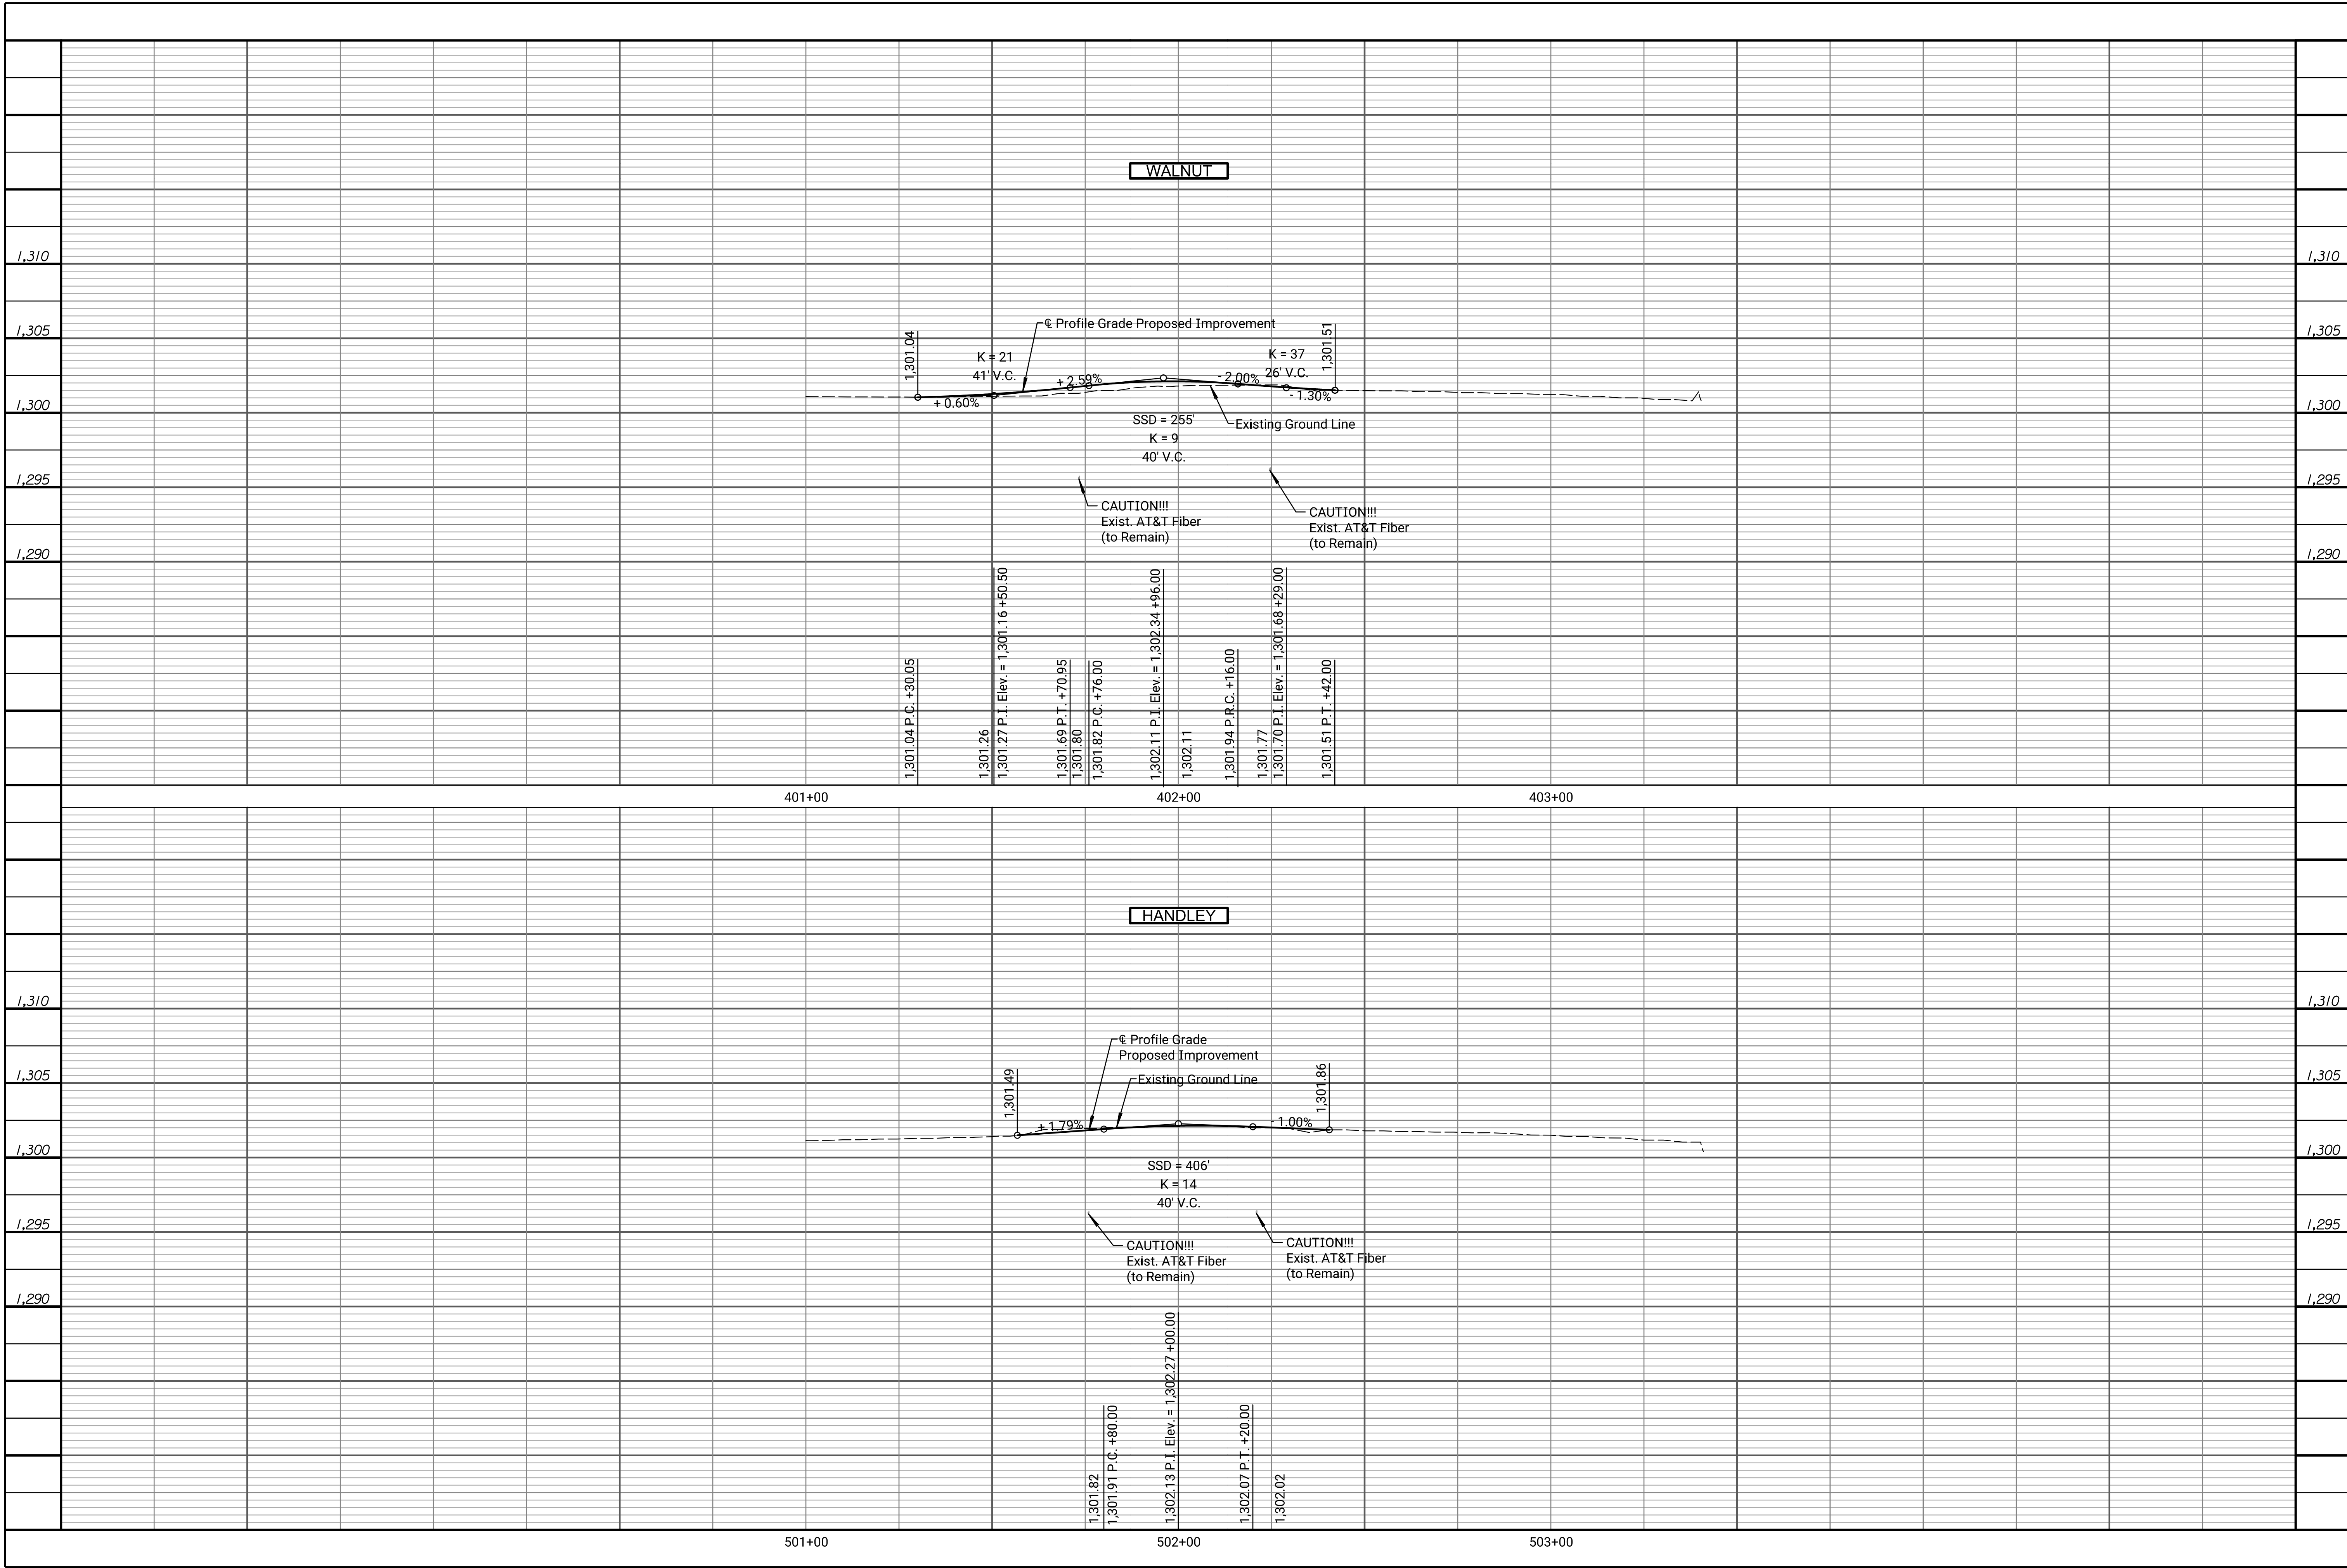 WALNUT
1,310
1,310
1,305
1,305
1,300
1,300
1,295
1,295
1,290
1,290
1,301.04
K = 21
41' V.C.
℄ Profile Grade Proposed Improvement
K = 37
26' V.C.
1,301.51
+ 0.60%
+ 2.59%
- 2.00%
- 1.30%
SSD = 255'
K = 9
40' V.C.
Existing Ground Line
CAUTION!!!
Exist. AT&T Fiber
(to Remain)
CAUTION!!!
Exist. AT&T Fiber
(to Remain)
1,301.04 P.C. +30.05
1,301.26
1,301.27 P.I. Elev. = 1,301.16 +50.50
1,301.69 P.T. +70.95
1,301.80
1,301.82 P.C. +76.00
1,302.11 P.I. Elev. = 1,302.34 +96.00
1,302.11
1,301.94 P.R.C. +16.00
1,301.77
1,301.70 P.I. Elev. = 1,301.68 +29.00
1,301.51 P.T. +42.00
401+00
402+00
403+00
HANDLEY
1,310
1,310
1,305
1,305
1,300
1,300
1,295
1,295
1,290
1,290
℄ Profile Grade
Proposed Improvement
Existing Ground Line
1,301.49
1,301.86
+ 1.79%
- 1.00%
SSD = 406'
K = 14
40' V.C.
CAUTION!!!
Exist. AT&T Fiber
(to Remain)
CAUTION!!!
Exist. AT&T Fiber
(to Remain)
1,301.82
1,301.91 P.C. +80.00
1,302.13 P.I. Elev. = 1,302.27 +00.00
1,302.07 P.T. +20.00
1,302.02
501+00
502+00
503+00